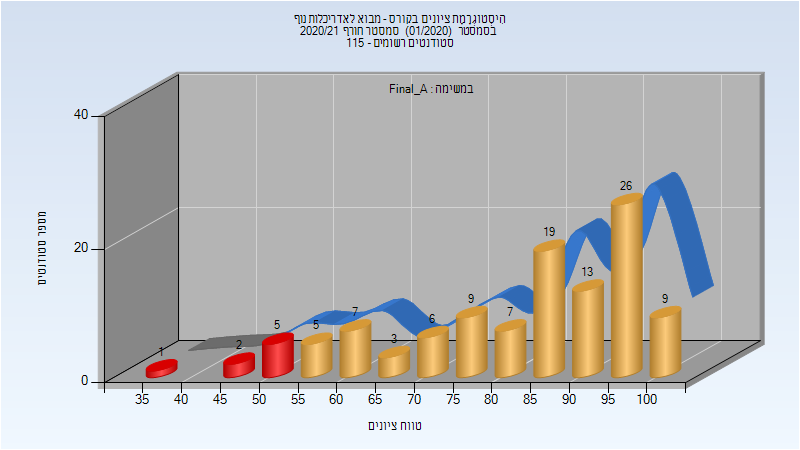 היסטוגרמת ציונים בקורס - מבוא לאדריכלות נוף
בסמסטר (01/2020) סמסטר חורף 2020/21
סטודנטים רשומים - 115
במשימה : Final_A
40
20
0
מספר סטודנטים
1
2
5
5
7
3
6
9
7
19
13
26
9
35 40 45 50 55 60 65 70 75 80 85 90 95 100
טווח ציונים